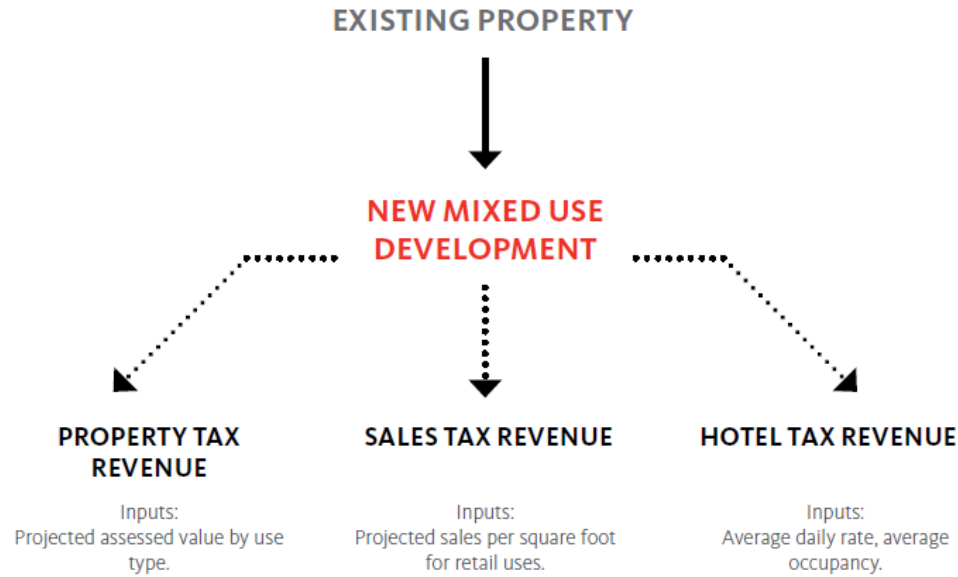 EXISTING PROPERTY
NEW MIXED USE
DEVELOPMENT
PROPERTY TAX
REVENUE
Inputs:
Projected assessed value by use
type.
SALES TAX REVENUE
Inputs:
Projected sales per square foot
for retail uses.
HOTEL TAX REVENUE
Inputs:
Average daily rate, average
occupancy.